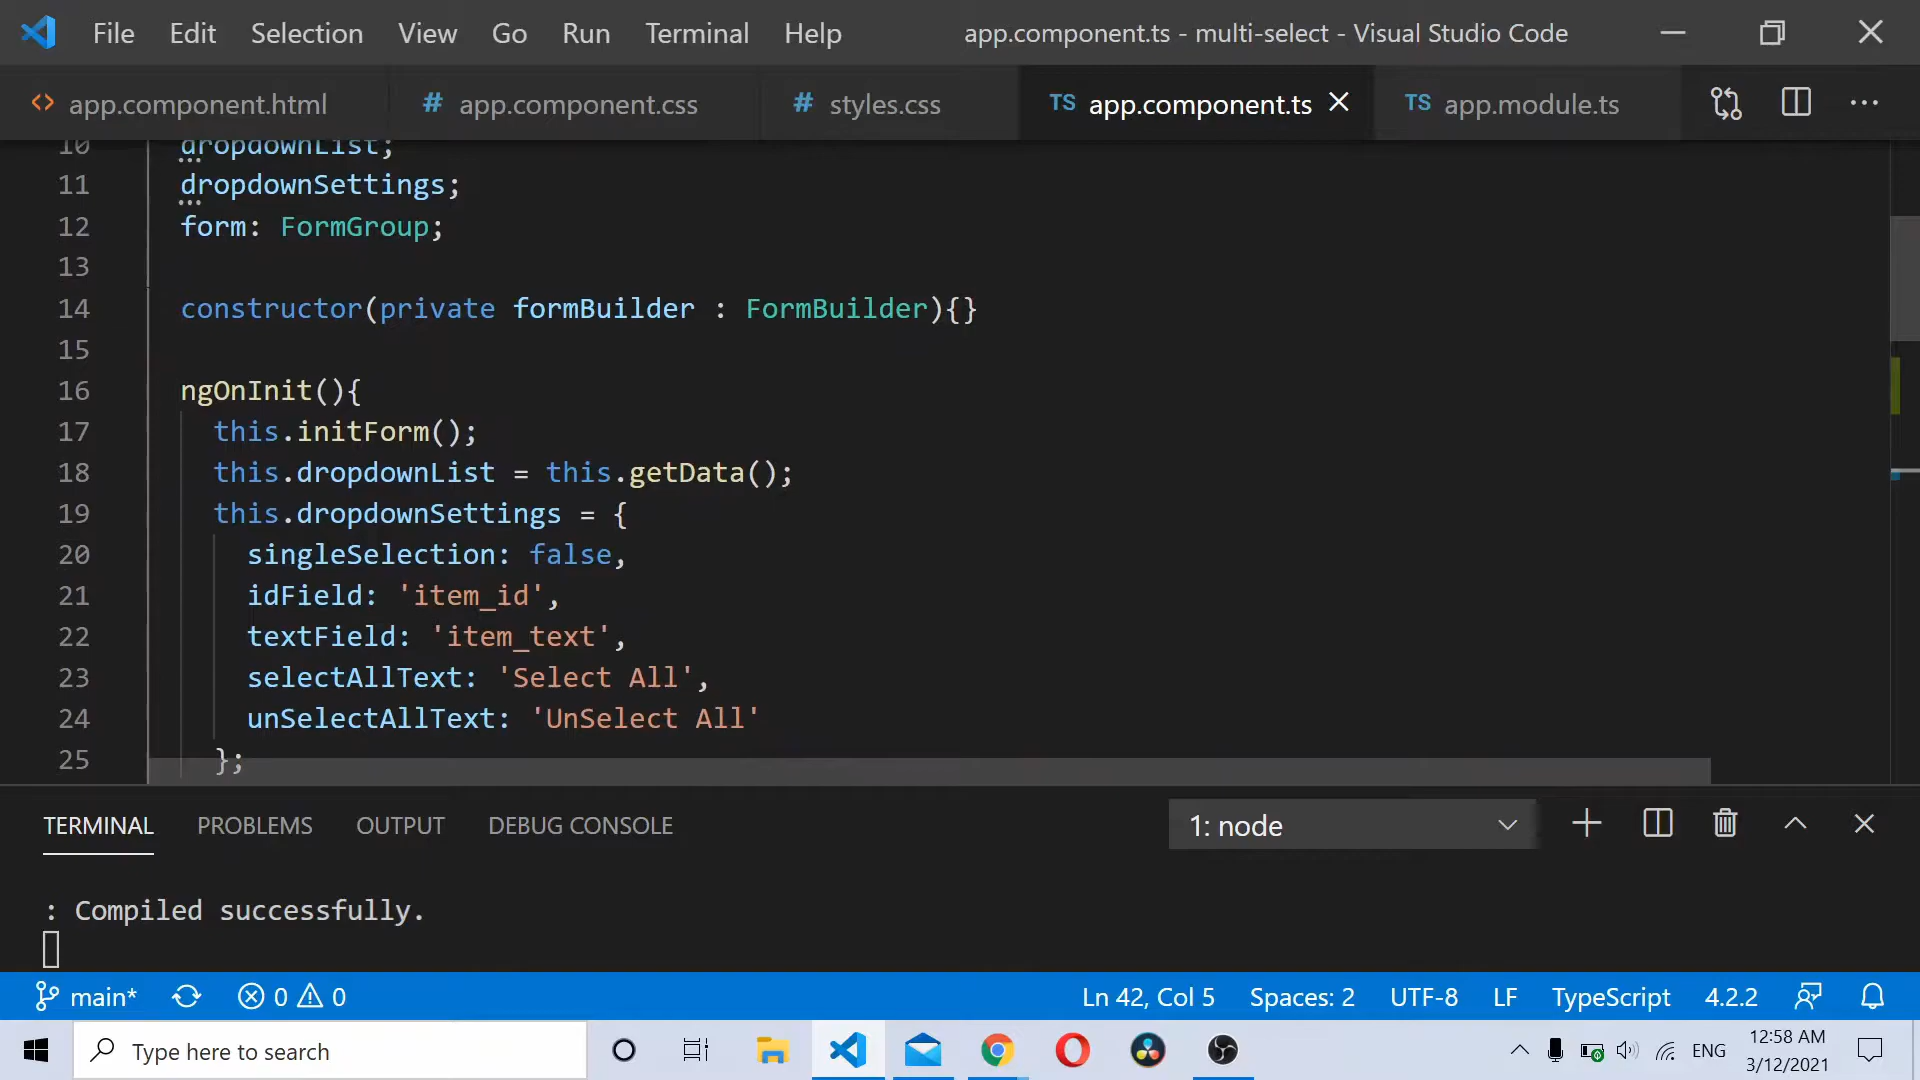 File Edit Selection View Go Run Terminal Help app.component.ts - multi-select - Visual Studio Code
<> app.component.html # app.component.css # styles.css TS app.component.ts TS app.module.ts
10 dropdownList;
11 dropdownSettings;
12 form: FormGroup;
13
14 constructor(private formBuilder : FormBuilder){}
15
16 ngOnInit(){
17 this.initForm();
18 this.dropdownList = this.getData();
19 this.dropdownSettings = {
20 singleSelection: false,
21 idField: 'item_id',
22 textField: 'item_text',
23 selectAllText: 'Select All',
24 unSelectAllText: 'UnSelect All'
25 };
TERMINAL PROBLEMS OUTPUT DEBUG CONSOLE 1: node
: Compiled successfully.
main* 0 0 Ln 42, Col 5 Spaces: 2 UTF-8 LF TypeScript 4.2.2
Type here to search ENG 12:58 AM
3/12/2021